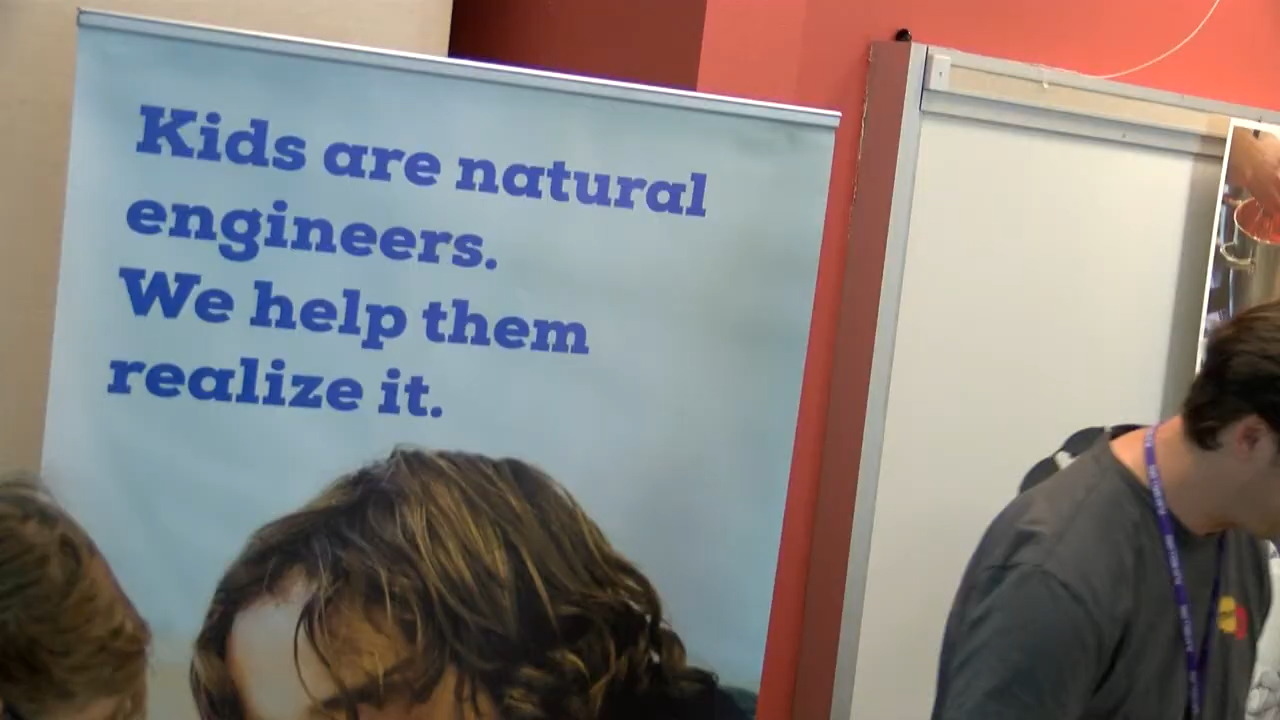 Kids are natural
engineers.
We help them
realize it.